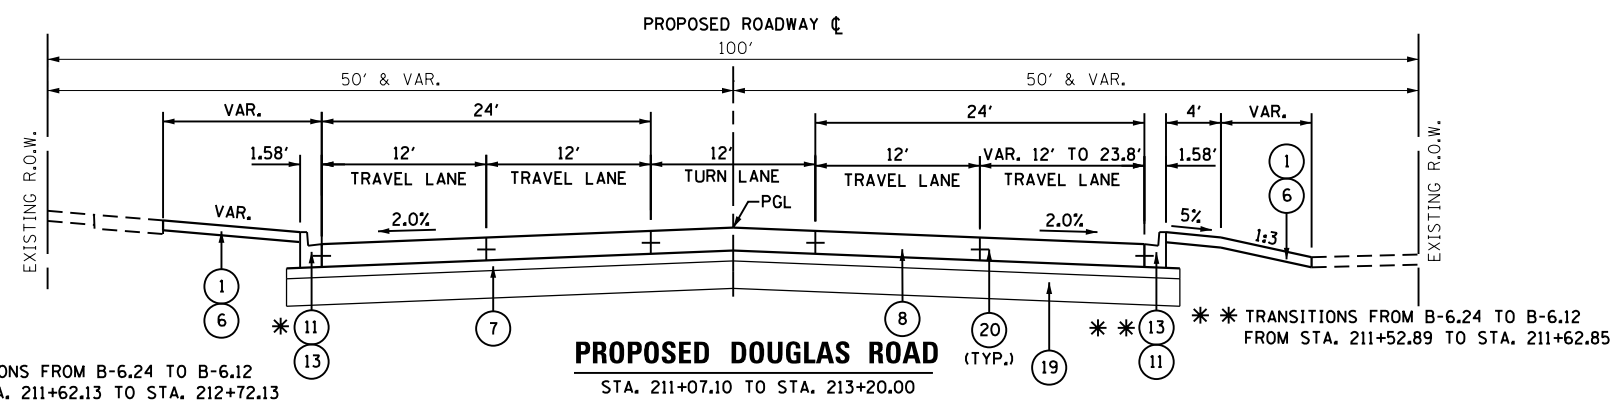 PROPOSED ROADWAY ℄
100'
50' & VAR.
50' & VAR.
VAR.
24'
24'
4'
VAR.
1.58'
12'
12'
12'
12'
VAR. 12' TO 23.8'
1.58'
TRAVEL LANE
TRAVEL LANE
TURN LANE
TRAVEL LANE
TRAVEL LANE
1
6
EXISTING R.O.W.
EXISTING R.O.W.
VAR.
2.0%
PGL
2.0%
5%
1:3
1
6
* 11
13
7
8
20
(TYP.)
19
* * 13
11
* * TRANSITIONS FROM B-6.24 TO B-6.12
FROM STA. 211+52.89 TO STA. 211+62.85
PROPOSED DOUGLAS ROAD
STA. 211+07.10 TO STA. 213+20.00
ONS FROM B-6.24 TO B-6.12
A. 211+62.13 TO STA. 212+72.13